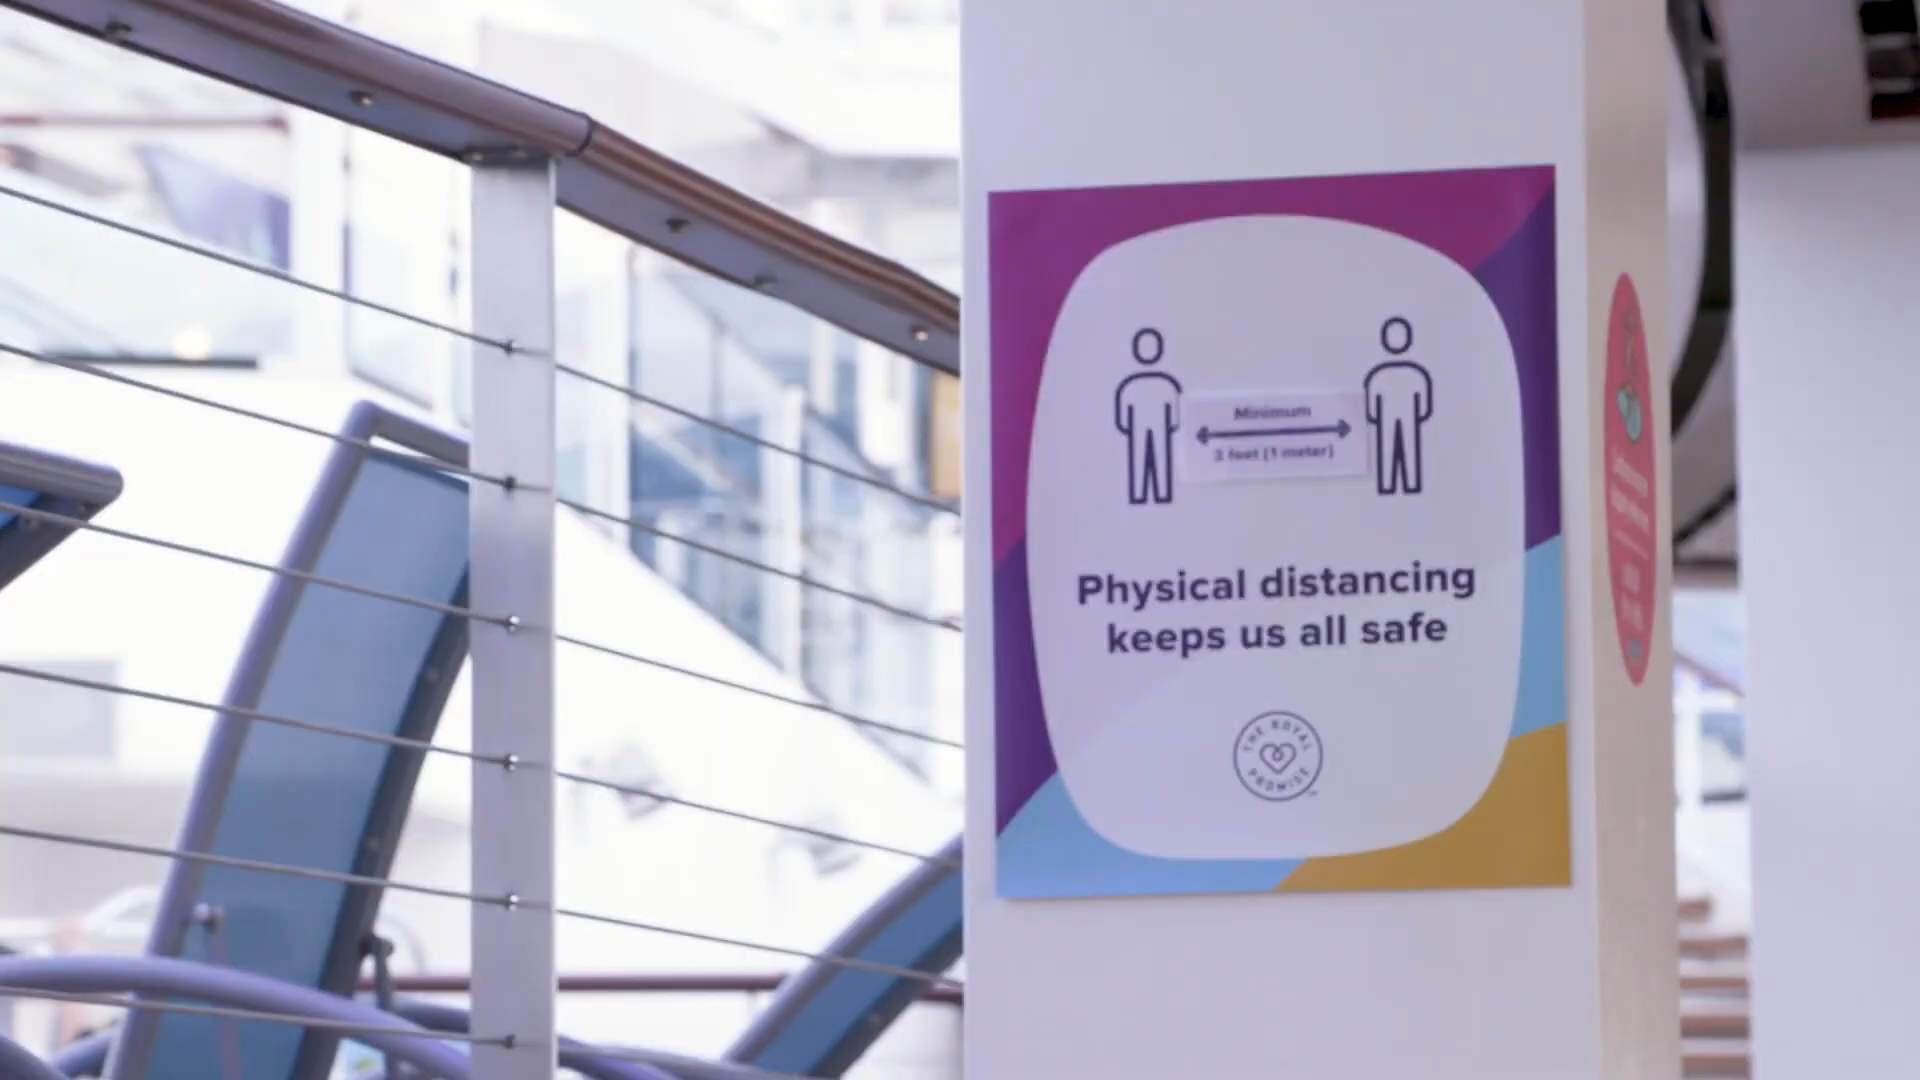 Minimum
3 feet (1 meter)
Physical distancing
keeps us all safe
THE ROYAL
PROMISE